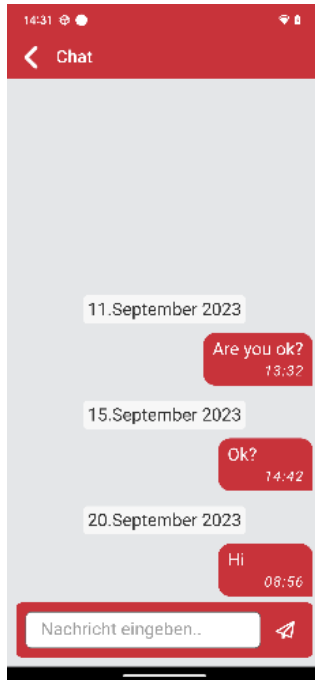 14:31
Chat
11.September 2023
Are you ok?
13:32
15.September 2023
Ok?
14:42
20.September 2023
Hi
08:56
Nachricht eingeben..